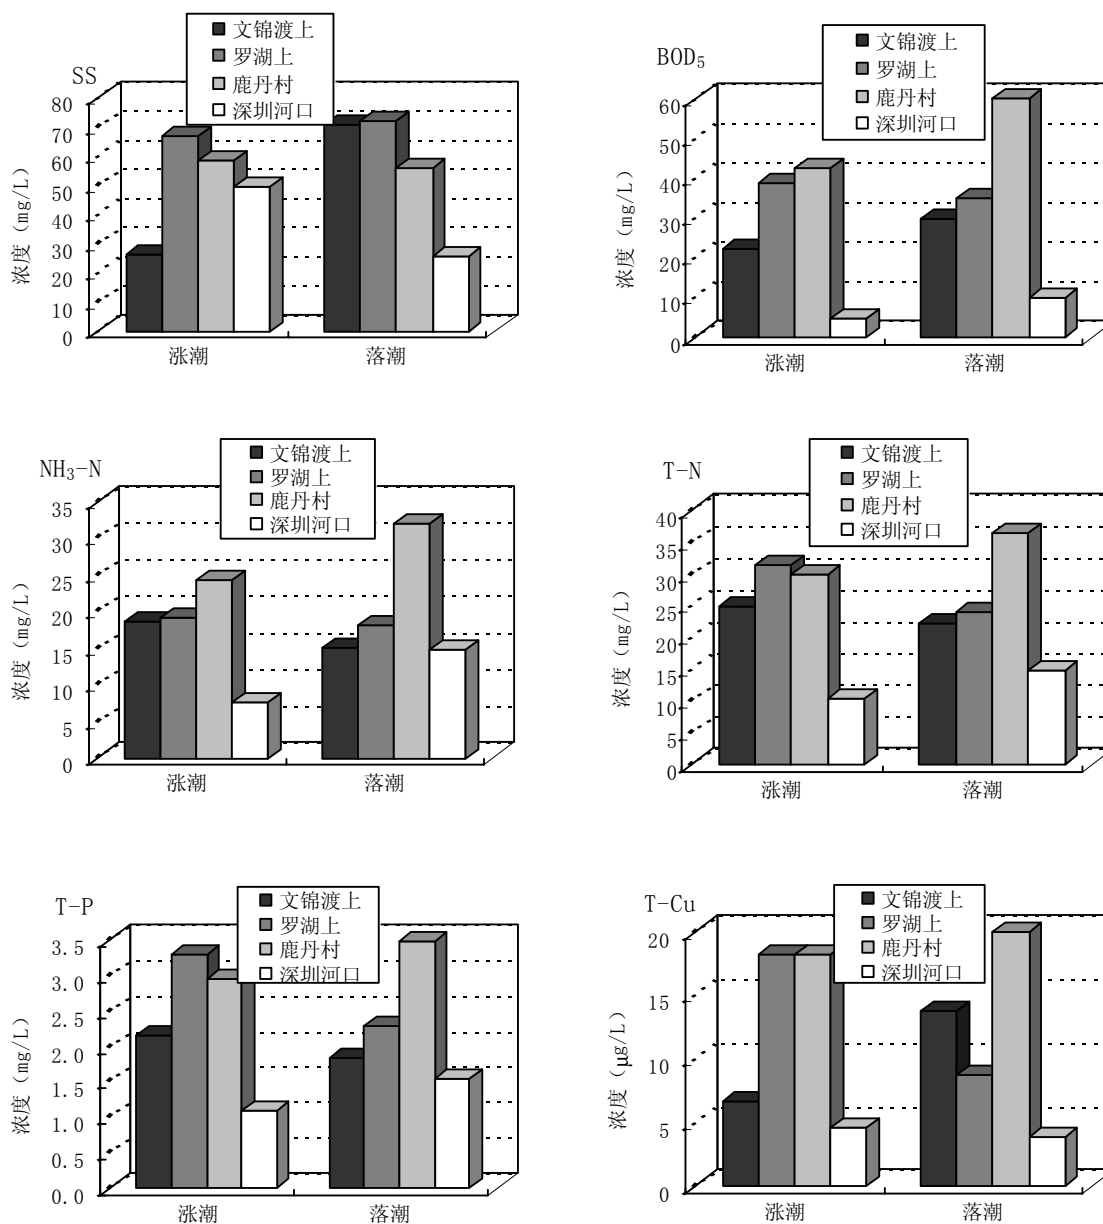 SS
文锦渡上
罗湖上
鹿丹村
深圳河口
浓度 (mg/L)
80
70
60
50
40
30
20
10
0
涨潮 落潮
BOD₅
文锦渡上
罗湖上
鹿丹村
深圳河口
浓度 (mg/L)
60
50
40
30
20
10
0
涨潮 落潮
NH₃-N
文锦渡上
罗湖上
鹿丹村
深圳河口
浓度 (mg/L)
35
30
25
20
15
10
5
0
涨潮 落潮
T-N
文锦渡上
罗湖上
鹿丹村
深圳河口
浓度 (mg/L)
40
35
30
25
20
15
10
5
0
涨潮 落潮
T-P
文锦渡上
罗湖上
鹿丹村
深圳河口
浓度 (mg/L)
3.5
3.0
2.5
2.0
1.5
1.0
0.5
0.0
涨潮 落潮
T-Cu
文锦渡上
罗湖上
鹿丹村
深圳河口
浓度 (μg/L)
20
15
10
5
0
涨潮 落潮